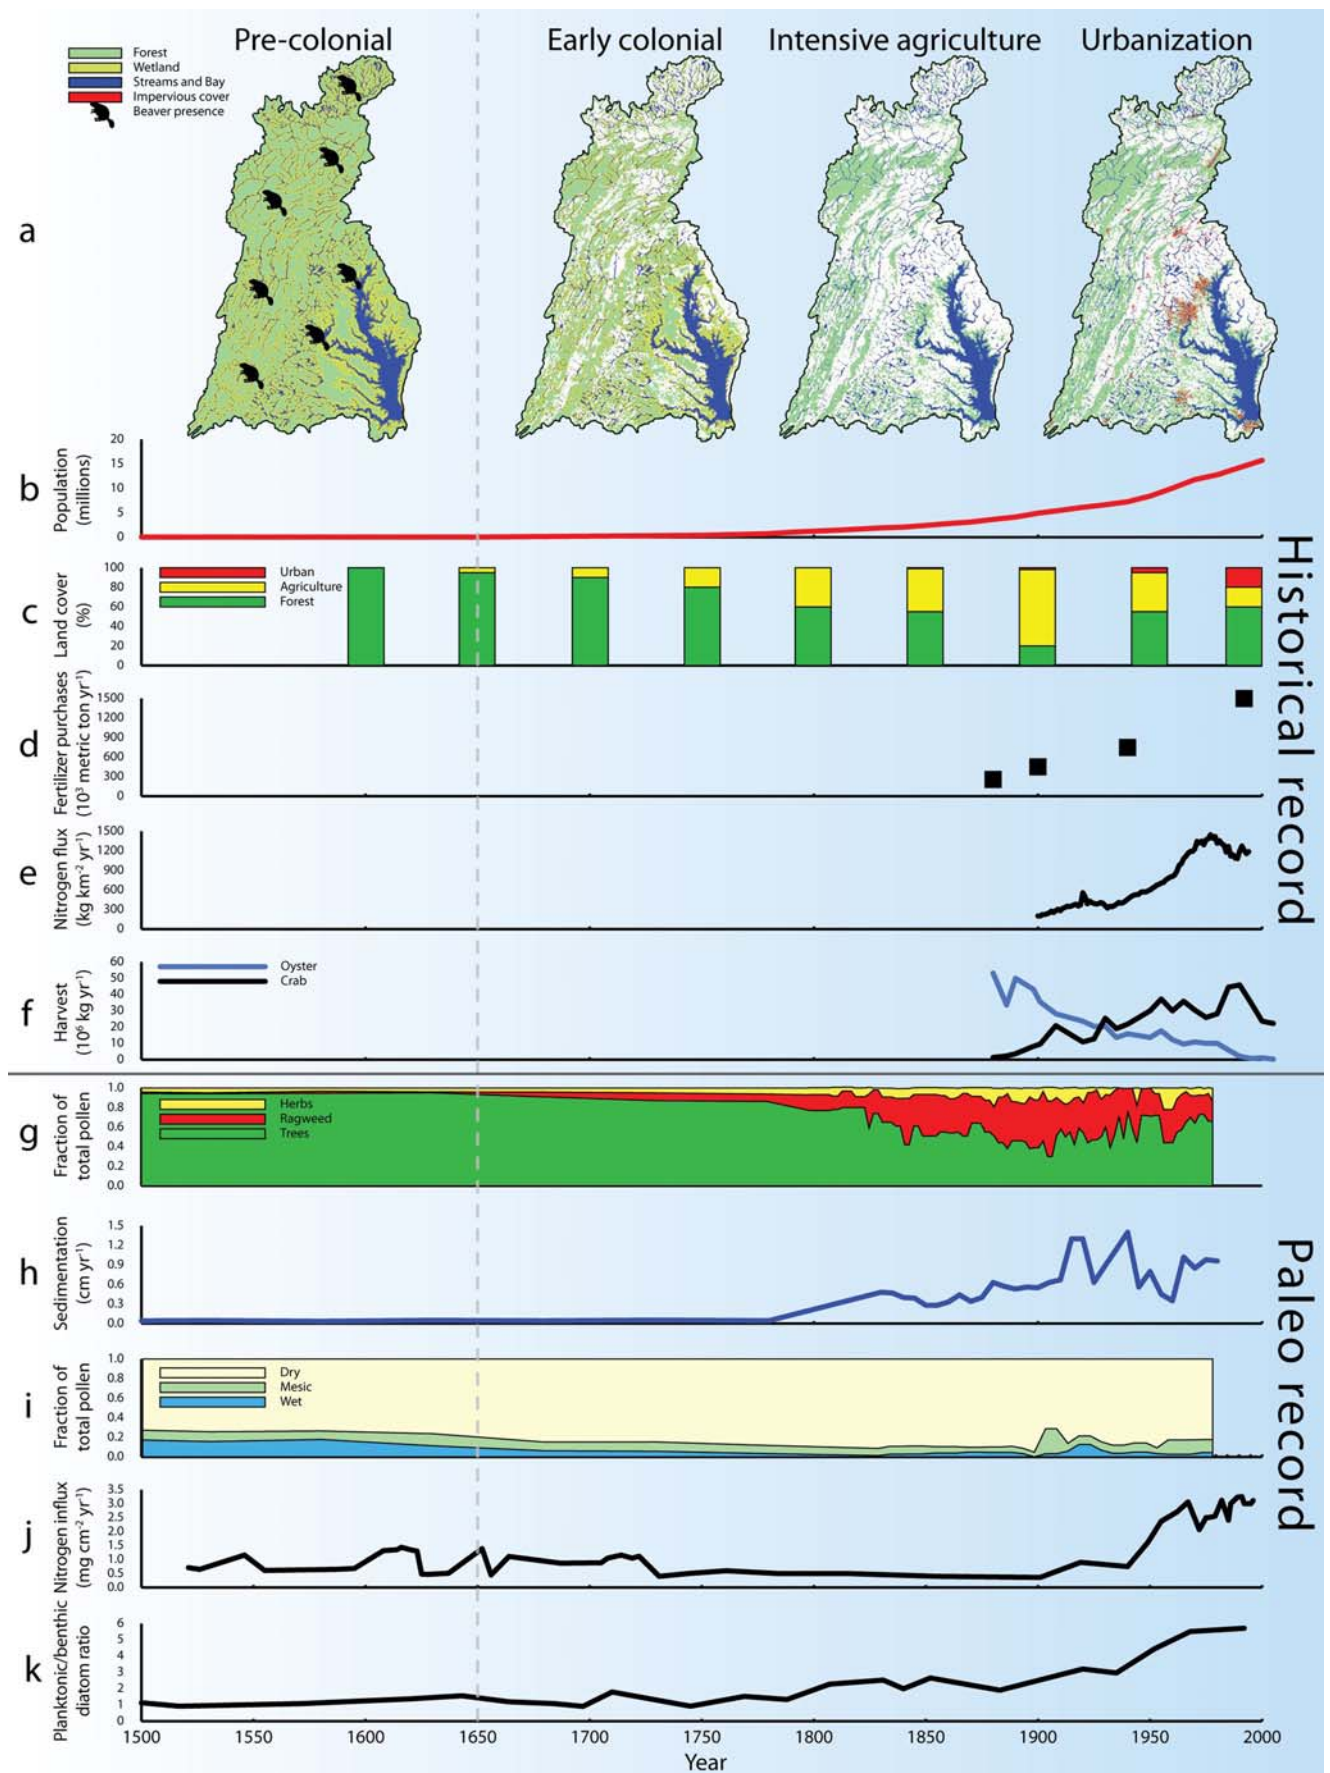 Pre-colonial
Early colonial
Intensive agriculture
Urbanization
Forest
Wetland
Streams and Bay
Impervious cover
Beaver presence
a
b
Population
(millions)
20
15
10
5
0
c
Land cover
(%)
100
80
60
40
20
0
Urban
Agriculture
Forest
d
Fertilizer purchases
(10³ metric ton yr⁻¹)
1500
1200
900
600
300
0
e
Nitrogen flux
(kg km⁻² yr⁻¹)
1500
1200
900
600
300
0
f
Harvest
(10⁶ kg yr⁻¹)
60
50
40
30
20
10
0
Oyster
Crab
Historical record
g
Fraction of
total pollen
1.0
0.8
0.6
0.4
0.2
0.0
Herbs
Ragweed
Trees
h
Sedimentation
(cm yr⁻¹)
1.5
1.2
0.9
0.6
0.3
0.0
i
Fraction of
total pollen
1.0
0.8
0.6
0.4
0.2
0.0
Dry
Mesic
Wet
j
Nitrogen influx
(mg cm⁻² yr⁻¹)
3.5
3.0
2.5
2.0
1.5
1.0
0.5
0.0
k
Planktonic/benthic
diatom ratio
6
5
4
3
2
1
0
Paleo record
1500 1550 1600 1650 1700 1750 1800 1850 1900 1950 2000
Year